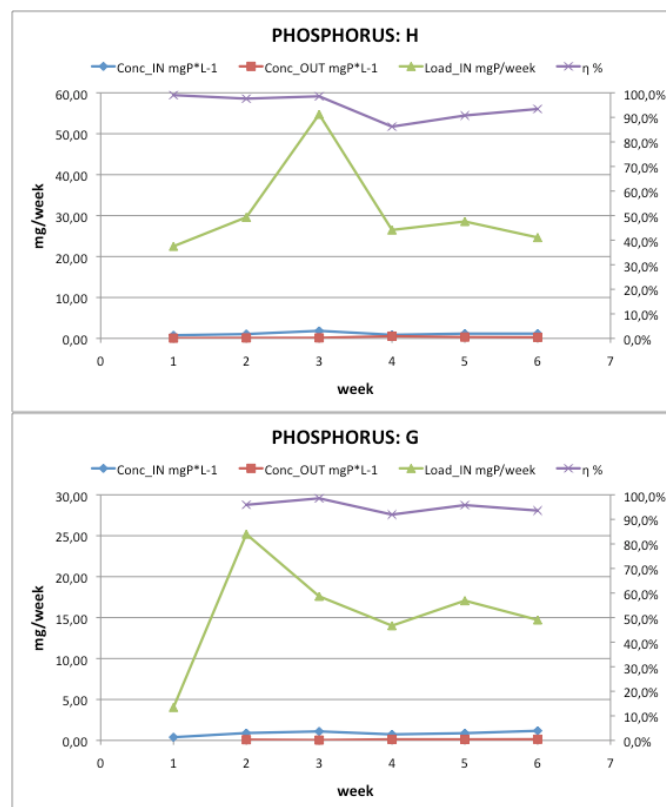 PHOSPHORUS: H
Conc_IN mgP*L-1 Conc_OUT mgP*L-1 Load_IN mgP/week η %
60,00 100,0%
90,0%
50,00
80,0%
40,00 70,0%
60,0%
30,00 50,0%
40,0%
20,00
30,0%
10,00 20,0%
10,0%
0,00 0,0%
mg/week
0 1 2 3 4 5 6 7
week
PHOSPHORUS: G
Conc_IN mgP*L-1 Conc_OUT mgP*L-1 Load_IN mgP/week η %
30,00 100,0%
90,0%
25,00
80,0%
20,00 70,0%
60,0%
15,00 50,0%
40,0%
10,00
30,0%
5,00 20,0%
10,0%
0,00 0,0%
mg/week
0 1 2 3 4 5 6 7
week